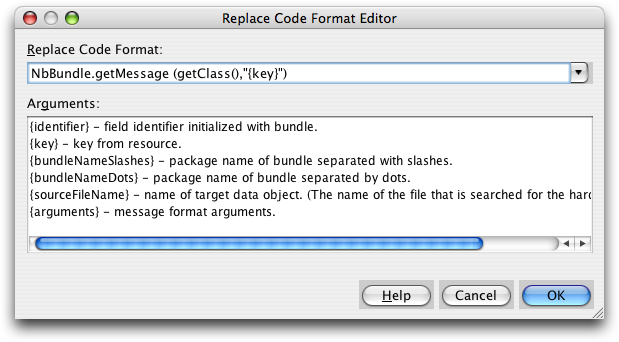 Replace Code Format Editor
Replace Code Format:
NbBundle.getMessage (getClass(),"{key}")
Arguments:
{identifier} – field identifier initialized with bundle.
{key} – key from resource.
{bundleNameSlashes} – package name of bundle separated with slashes.
{bundleNameDots} – package name of bundle separated by dots.
{sourceFileName} – name of target data object. (The name of the file that is searched for the hard
{arguments} – message format arguments.
Help Cancel OK